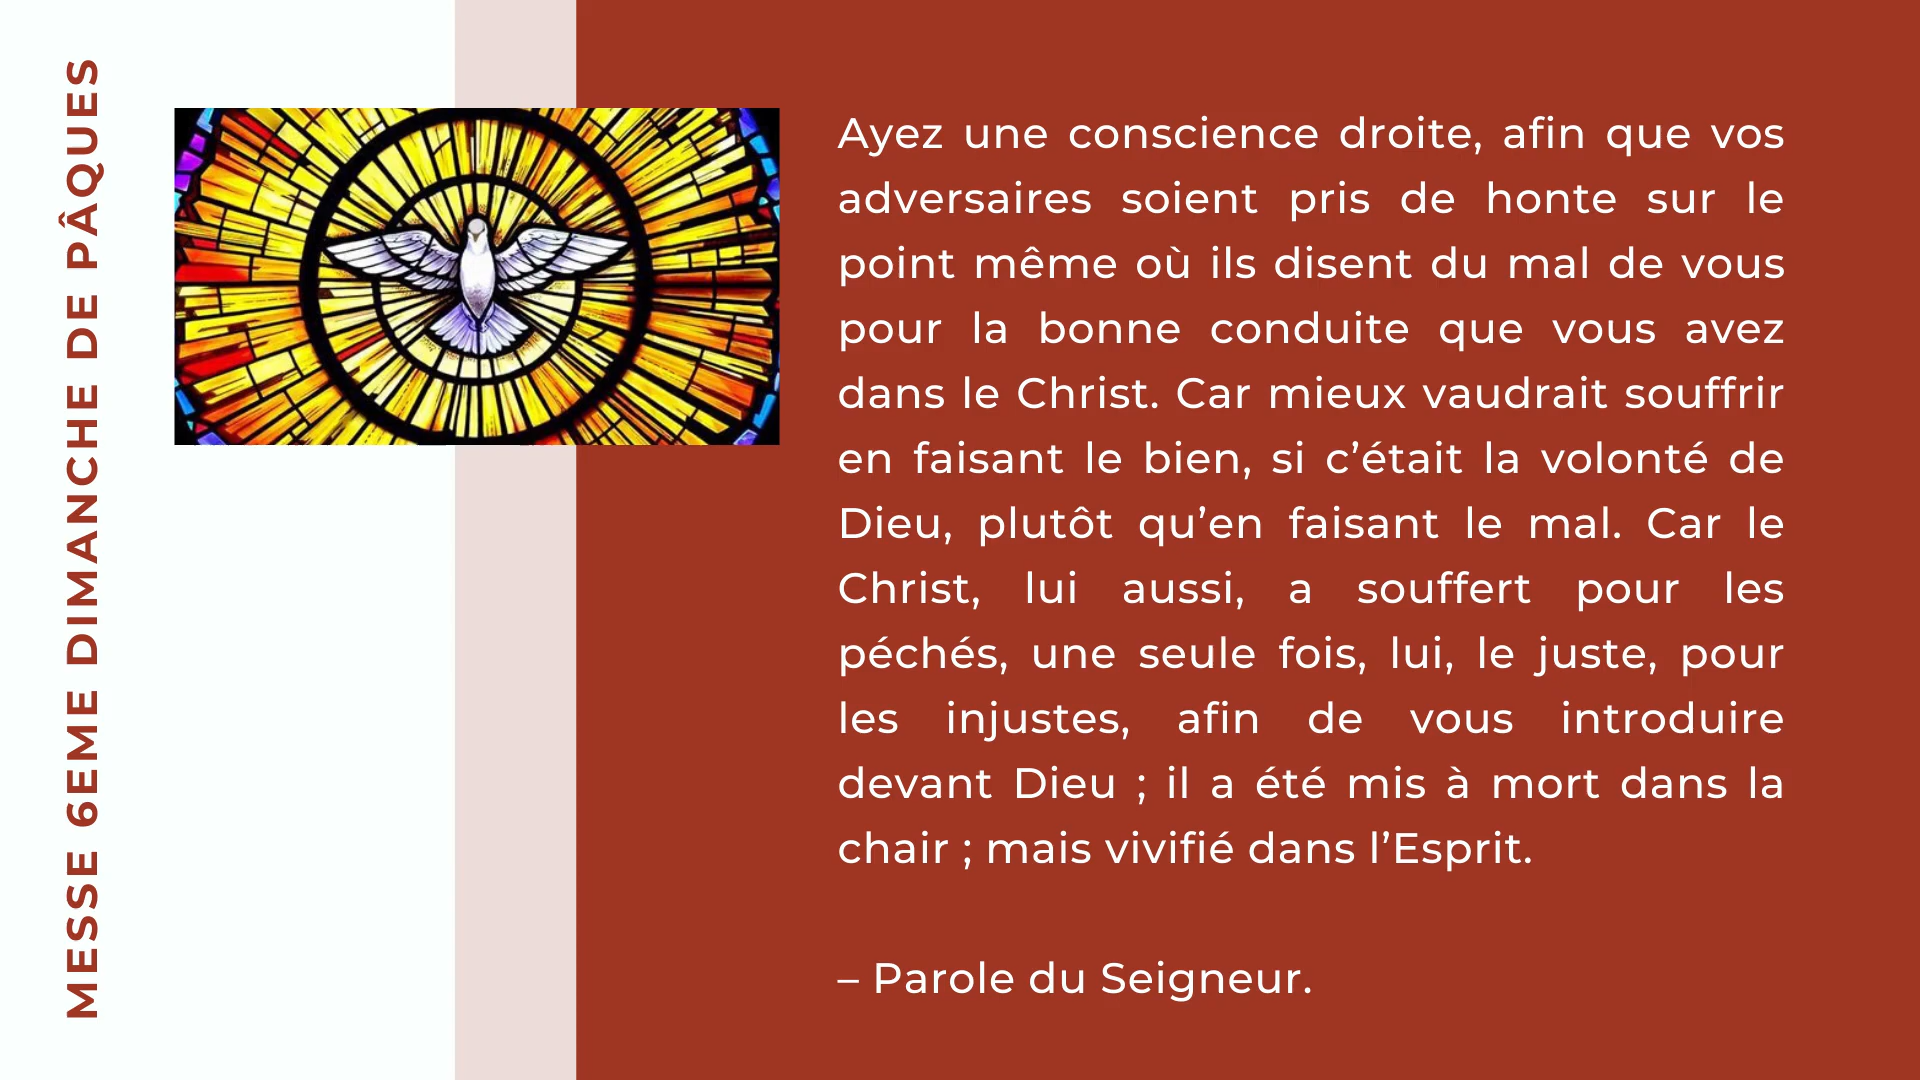 MESSE 6EME DIMANCHE DE PÂQUES
Ayez une conscience droite, afin que vos
adversaires soient pris de honte sur le
point même où ils disent du mal de vous
pour la bonne conduite que vous avez
dans le Christ. Car mieux vaudrait souffrir
en faisant le bien, si c’était la volonté de
Dieu, plutôt qu’en faisant le mal. Car le
Christ, lui aussi, a souffert pour les
péchés, une seule fois, lui, le juste, pour
les injustes, afin de vous introduire
devant Dieu ; il a été mis à mort dans la
chair ; mais vivifié dans l’Esprit.
– Parole du Seigneur.